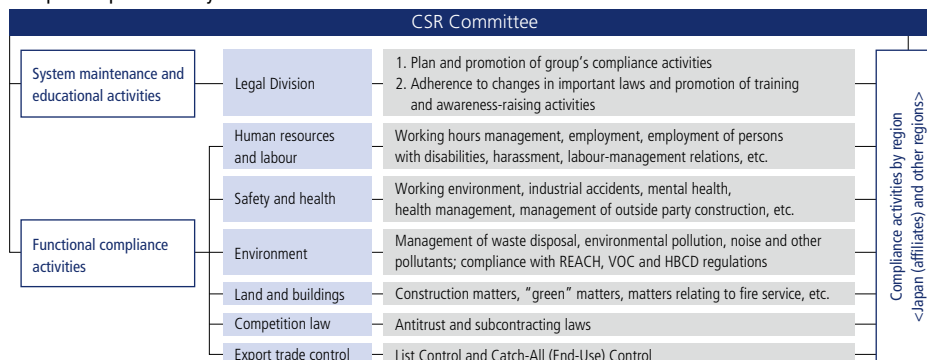 CSR Committee
System maintenance and
educational activities
Legal Division
1. Plan and promotion of group's compliance activities
2. Adherence to changes in important laws and promotion of training
and awareness-raising activities
Functional compliance
activities
Human resources
and labour
Working hours management, employment, employment of persons
with disabilities, harassment, labour-management relations, etc.
Safety and health
Working environment, industrial accidents, mental health,
health management, management of outside party construction, etc.
Environment
Management of waste disposal, environmental pollution, noise and other
pollutants; compliance with REACH, VOC and HBCD regulations
Land and buildings
Construction matters, "green" matters, matters relating to fire service, etc.
Competition law
Antitrust and subcontracting laws
Export trade control
List Control and Catch-All (End-Use) Control
Compliance activities by region
<Japan (affiliates) and other regions>